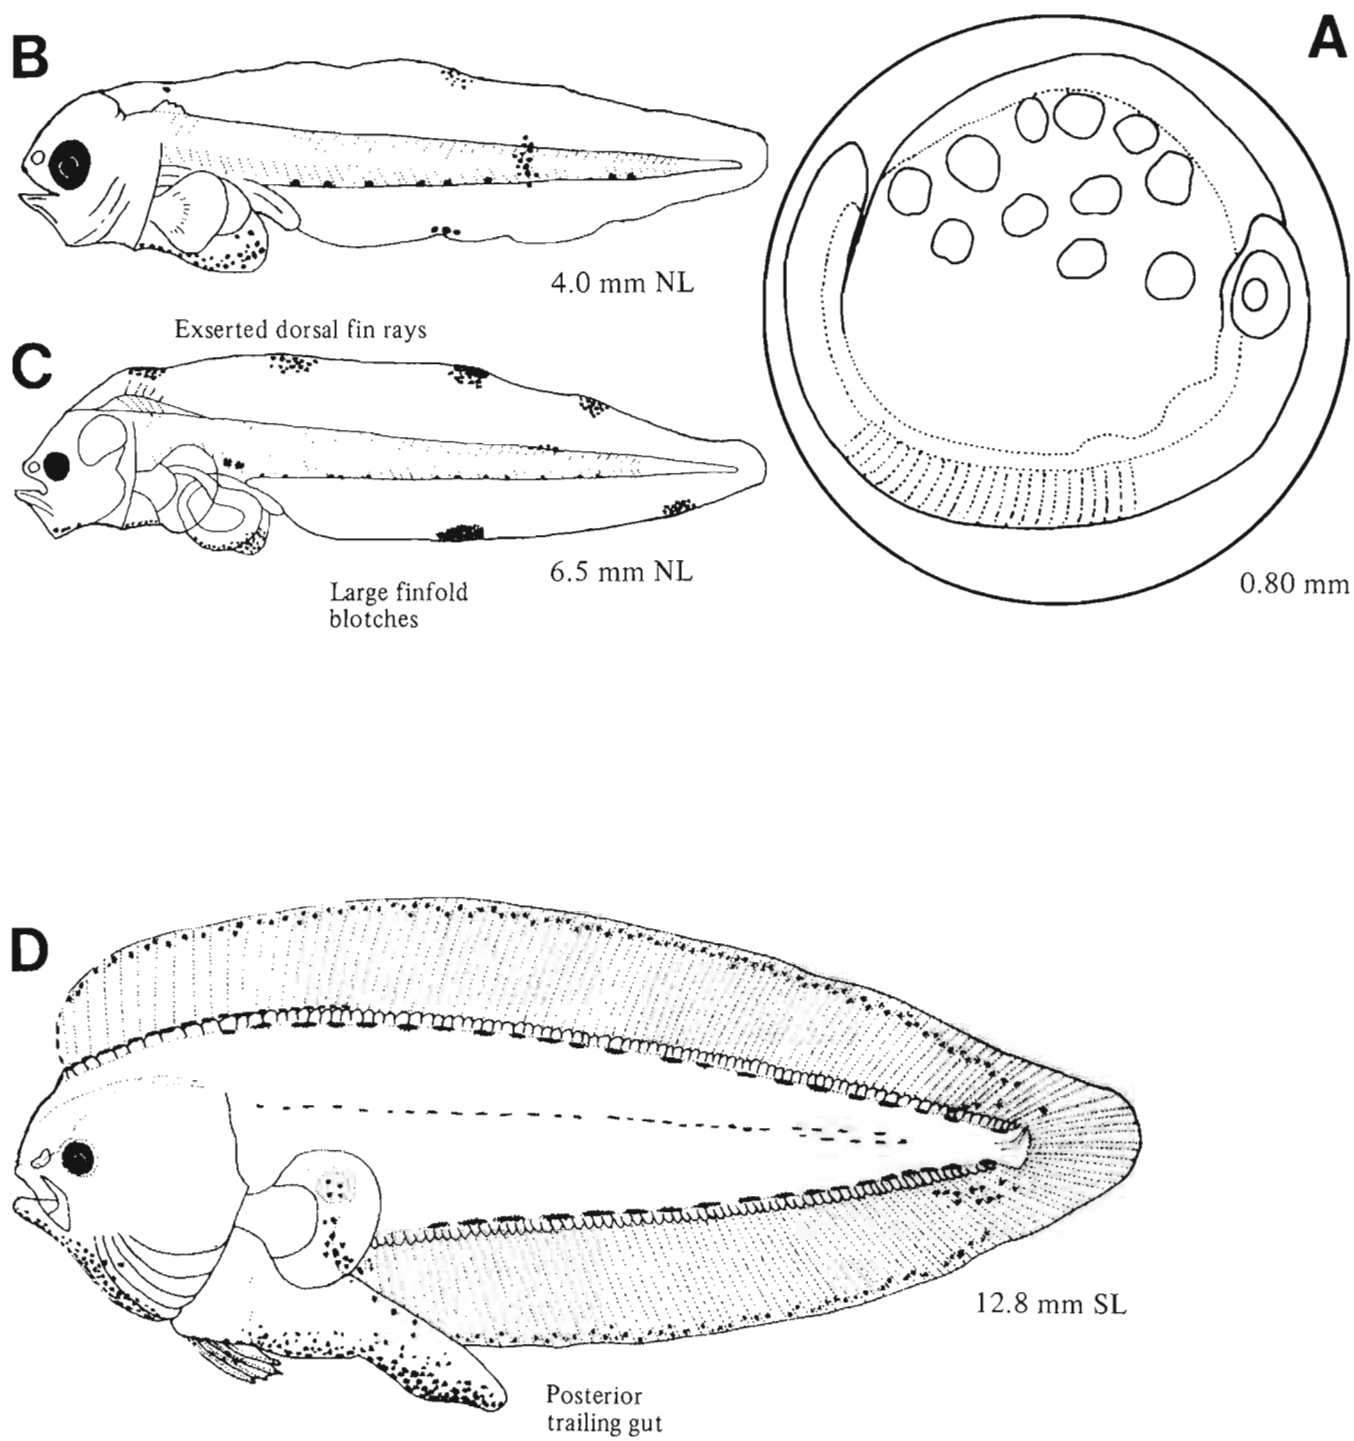 B
A
4.0 mm NL
Exserted dorsal fin rays
C
6.5 mm NL
0.80 mm
Large finfold
blotches
D
12.8 mm SL
Posterior
trailing gut